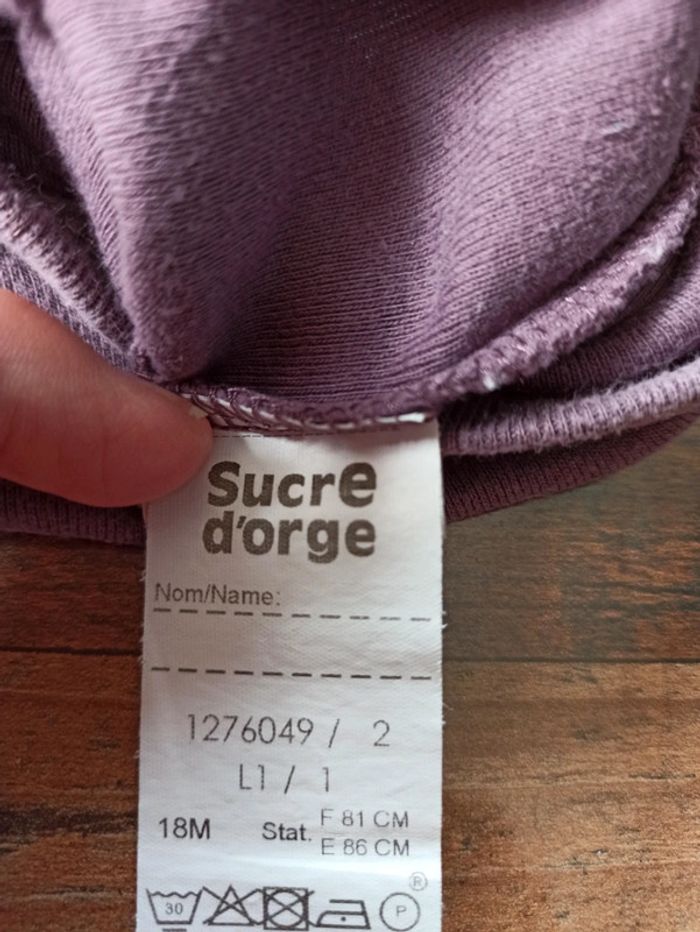 Sucre
d'orge
Nom/Name:
1276049 / 2
L1 / 1
18M Stat. F 81 CM
E 86 CM
®
30 P